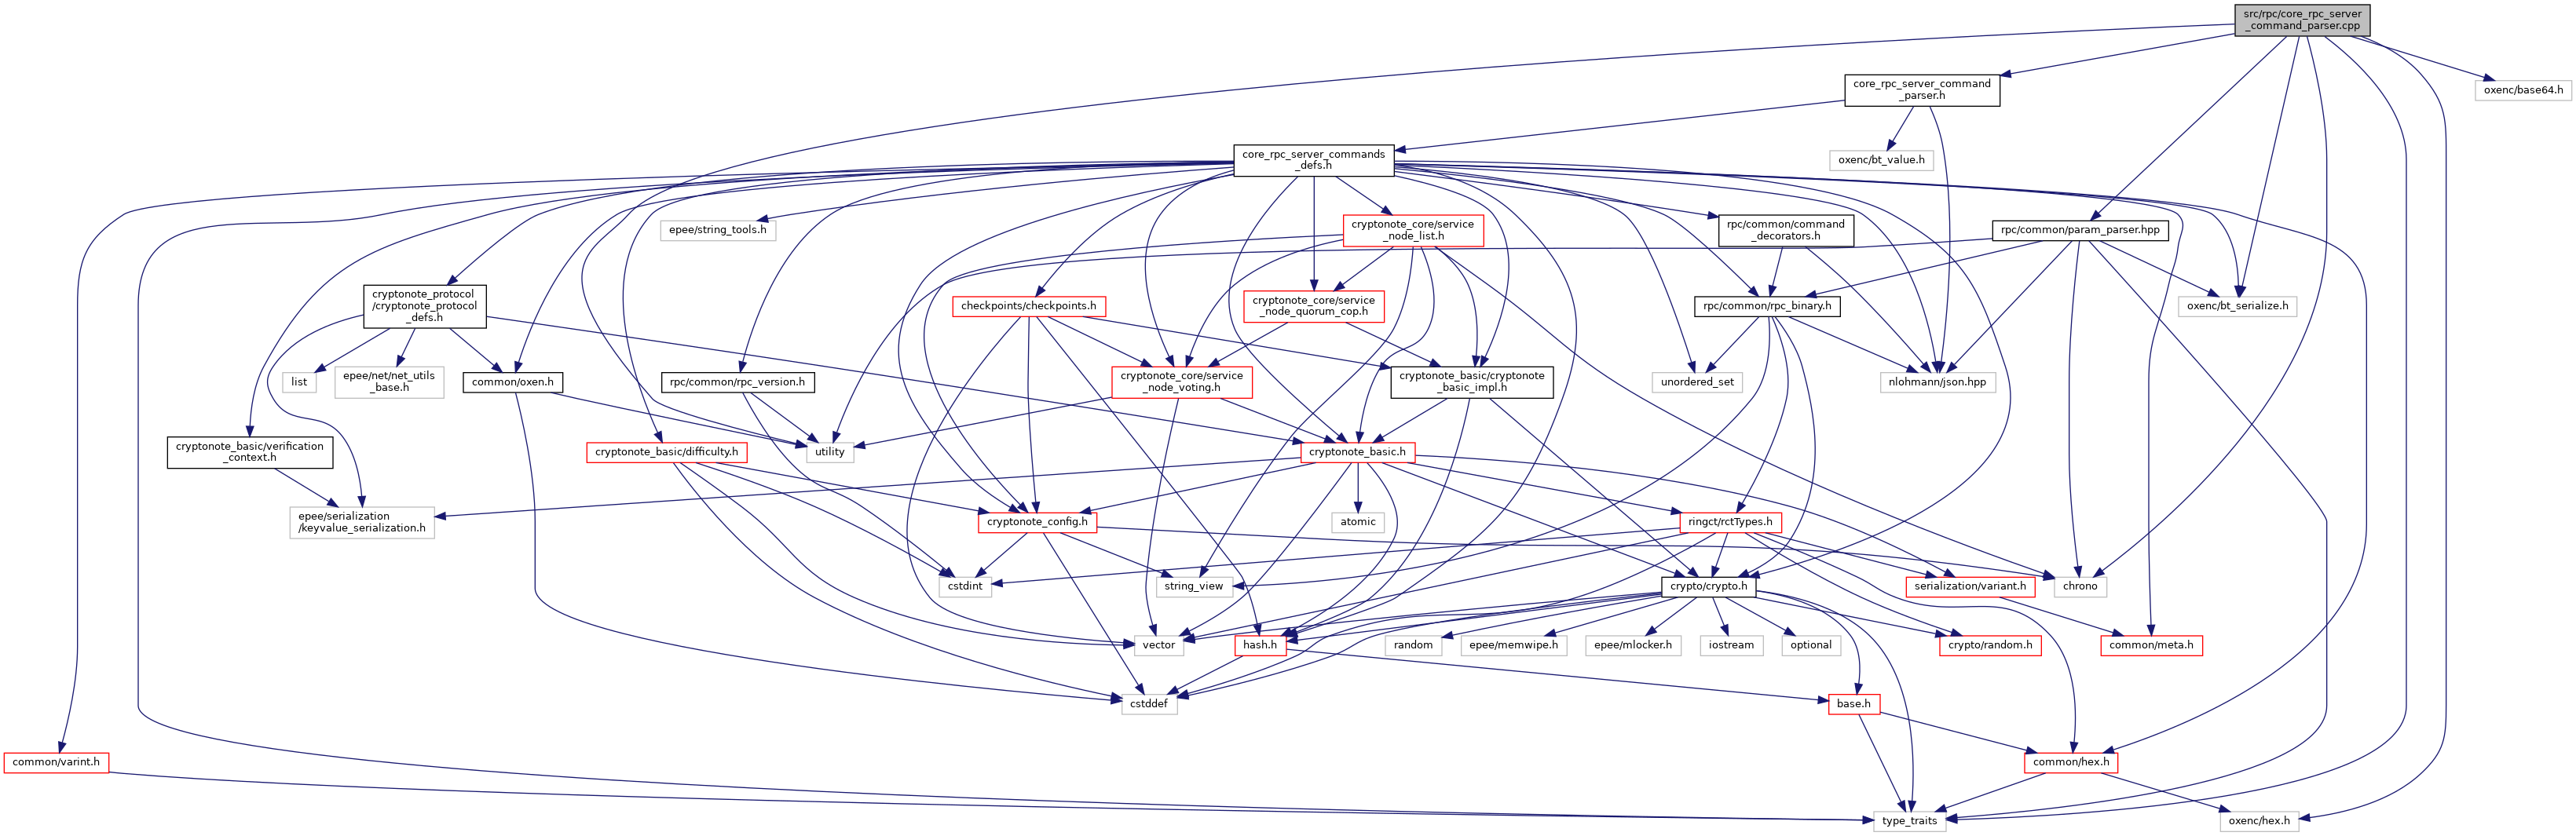 src/rpc/core_rpc_server
_command_parser.cpp
core_rpc_server_command
_parser.h
oxenc/base64.h
core_rpc_server_commands
_defs.h
oxenc/bt_value.h
epee/string_tools.h
cryptonote_core/service
_node_list.h
rpc/common/command
_decorators.h
rpc/common/param_parser.hpp
cryptonote_protocol
/cryptonote_protocol
_defs.h
checkpoints/checkpoints.h
cryptonote_core/service
_node_quorum_cop.h
rpc/common/rpc_binary.h
oxenc/bt_serialize.h
list
epee/net/net_utils
_base.h
common/oxen.h
rpc/common/rpc_version.h
cryptonote_core/service
_node_voting.h
cryptonote_basic/cryptonote
_basic_impl.h
unordered_set
nlohmann/json.hpp
cryptonote_basic/verification
_context.h
cryptonote_basic/difficulty.h
utility
cryptonote_basic.h
epee/serialization
/keyvalue_serialization.h
cryptonote_config.h
atomic
ringct/rctTypes.h
cstdint
string_view
crypto/crypto.h
serialization/variant.h
chrono
vector
hash.h
random
epee/memwipe.h
epee/mlocker.h
iostream
optional
crypto/random.h
common/meta.h
cstddef
base.h
common/varint.h
common/hex.h
type_traits
oxenc/hex.h